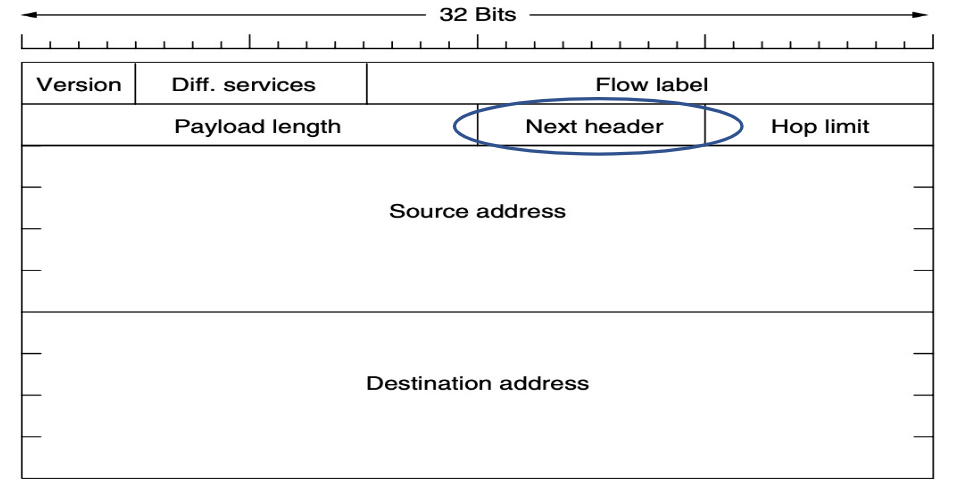 32 Bits
Version Diff. services Flow label
Payload length Next header Hop limit
Source address
Destination address